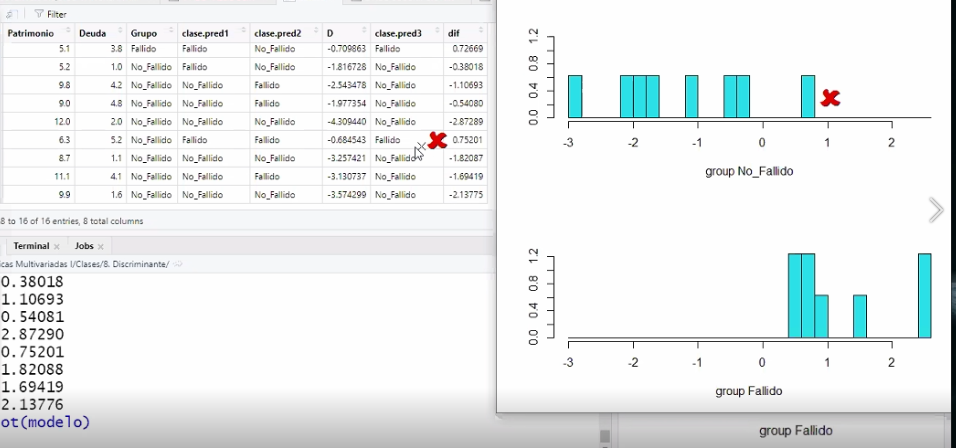 Filter
Patrimonio Deuda Grupo clase.pred1 clase.pred2 D clase.pred3 dif
5.1 3.8 Fallido Fallido No_Fallido -0.709863 Fallido 0.72669
5.2 1.0 No_Fallido Fallido No_Fallido -1.816728 No_Fallido -0.38018
9.8 4.2 No_Fallido No_Fallido Fallido -2.543478 No_Fallido -1.10693
9.0 4.8 No_Fallido No_Fallido Fallido -1.977354 No_Fallido -0.54080
12.0 2.0 No_Fallido No_Fallido No_Fallido -4.309440 No_Fallido -2.87289
6.3 5.2 No_Fallido Fallido Fallido -0.684543 Fallido 0.75201
8.7 1.1 No_Fallido No_Fallido No_Fallido -3.257421 No_Fallido -1.82087
11.1 4.1 No_Fallido No_Fallido Fallido -3.130737 No_Fallido -1.69419
9.9 1.6 No_Fallido No_Fallido No_Fallido -3.574299 No_Fallido -2.13775
8 to 16 of 16 entries, 8 total columns
Terminal Jobs
cas Multivariadas I/Clases/8. Discriminante/
0.38018
1.10693
0.54081
2.87290
0.75201
1.82088
1.69419
2.13776
ot(modelo)
1.2
0.8
0.4
0.0
-3 -2 -1 0 1 2
group No_Fallido
1.2
0.8
0.4
0.0
-3 -2 -1 0 1 2
group Fallido
group Fallido